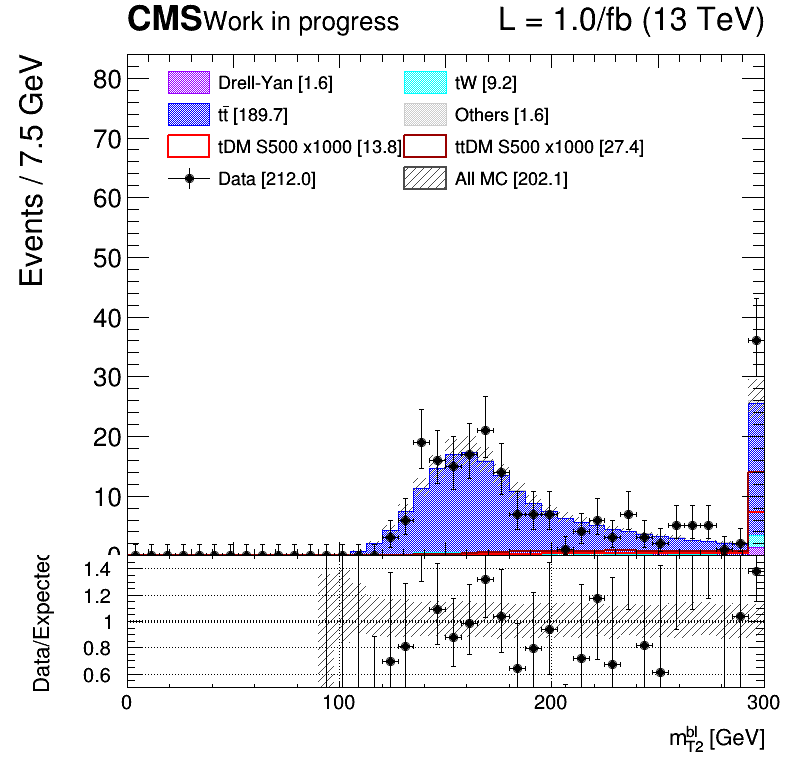 CMS Work in progress L = 1.0/fb (13 TeV)
Events / 7.5 GeV
80
70
60
50
40
30
20
10
0
Drell-Yan [1.6] tW [9.2]
tt̄ [189.7] Others [1.6]
tDM S500 x1000 [13.8] ttDM S500 x1000 [27.4]
Data [212.0] All MC [202.1]
Data/Expected
1.4
1.2
1
0.8
0.6
0 100 200 300
m_T2^bl [GeV]